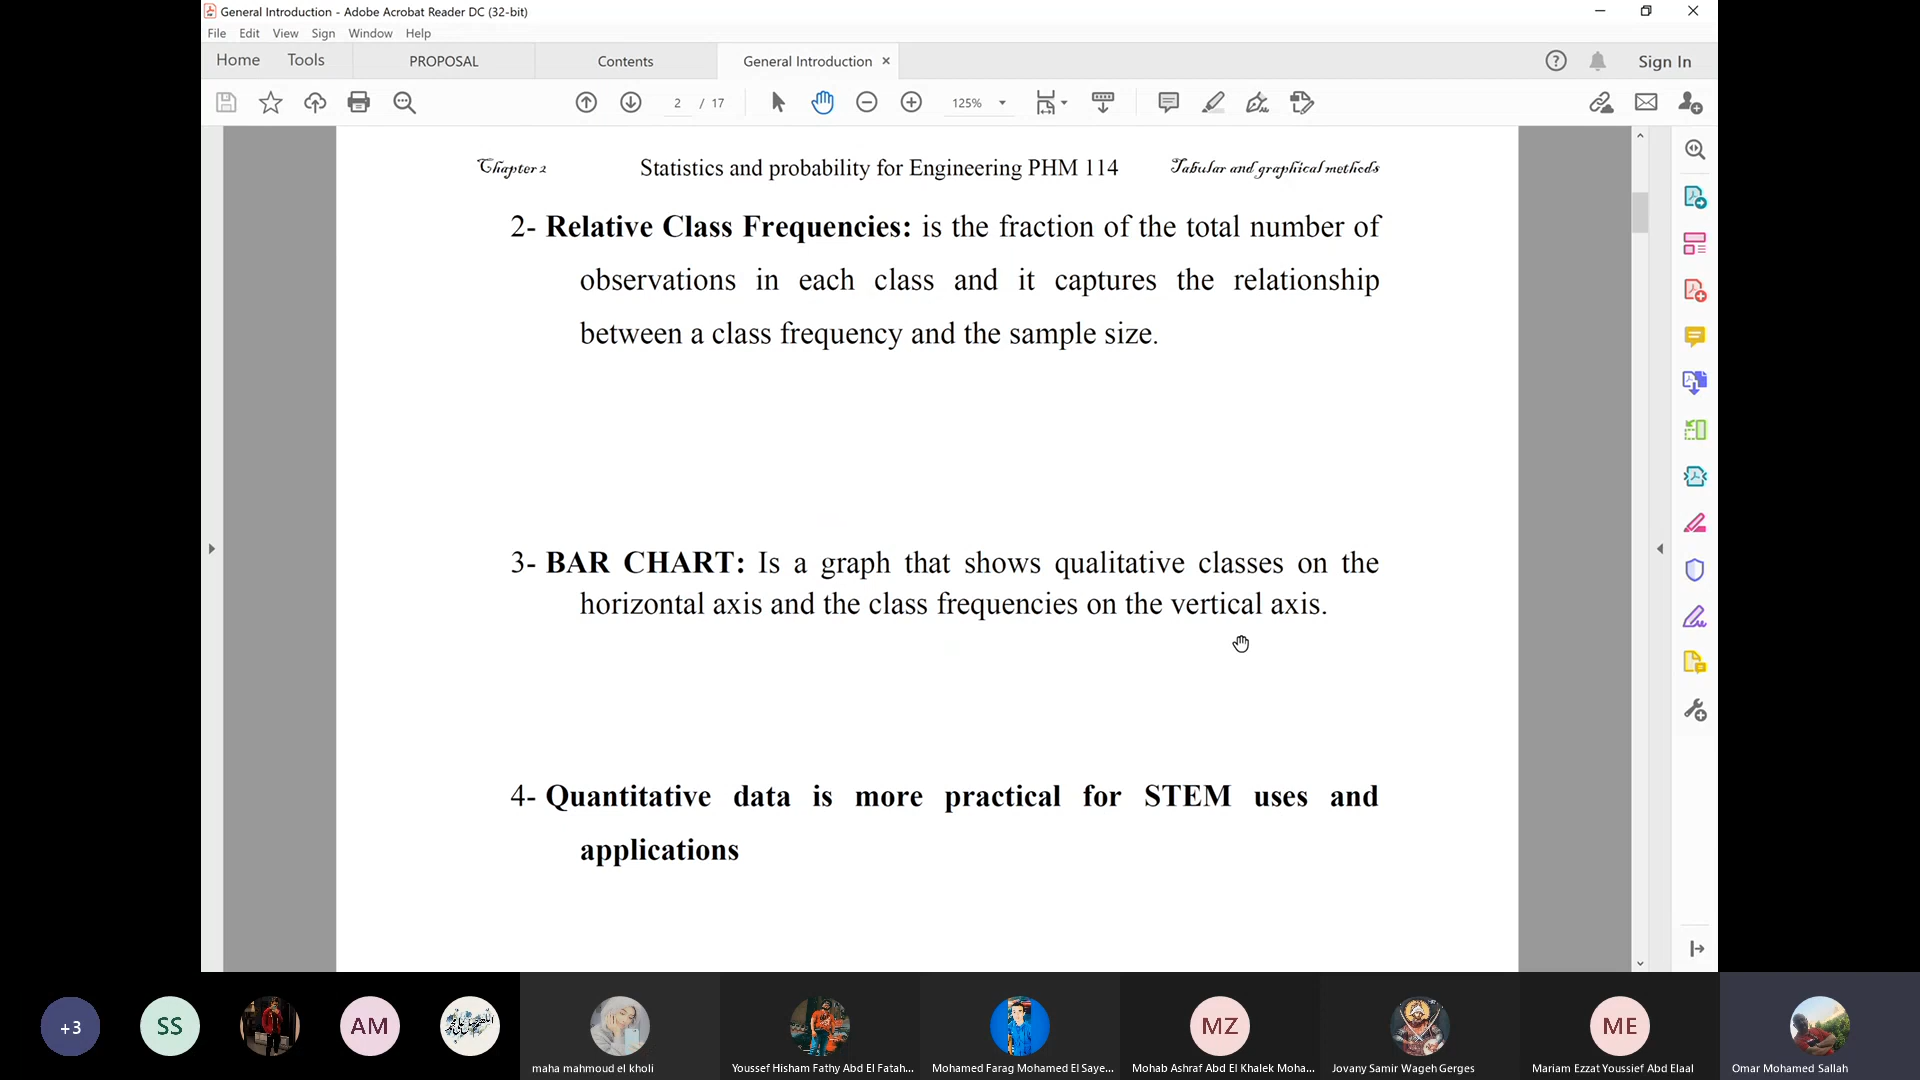 General Introduction - Adobe Acrobat Reader DC (32-bit)
File Edit View Sign Window Help
Home Tools PROPOSAL Contents General Introduction × Sign In
2 / 17 125%
Chapter 2 Statistics and probability for Engineering PHM 114 Tabular and graphical methods
2- Relative Class Frequencies: is the fraction of the total number of
observations in each class and it captures the relationship
between a class frequency and the sample size.
3- BAR CHART: Is a graph that shows qualitative classes on the
horizontal axis and the class frequencies on the vertical axis.
4- Quantitative data is more practical for STEM uses and
applications
+3 SS AM MZ ME
maha mahmoud el kholi Youssef Hisham Fathy Abd El Fatah... Mohamed Farag Mohamed El Saye... Mohab Ashraf Abd El Khalek Moha... Jovany Samir Wageh Gerges Mariam Ezzat Youssief Abd Elaal Omar Mohamed Sallah